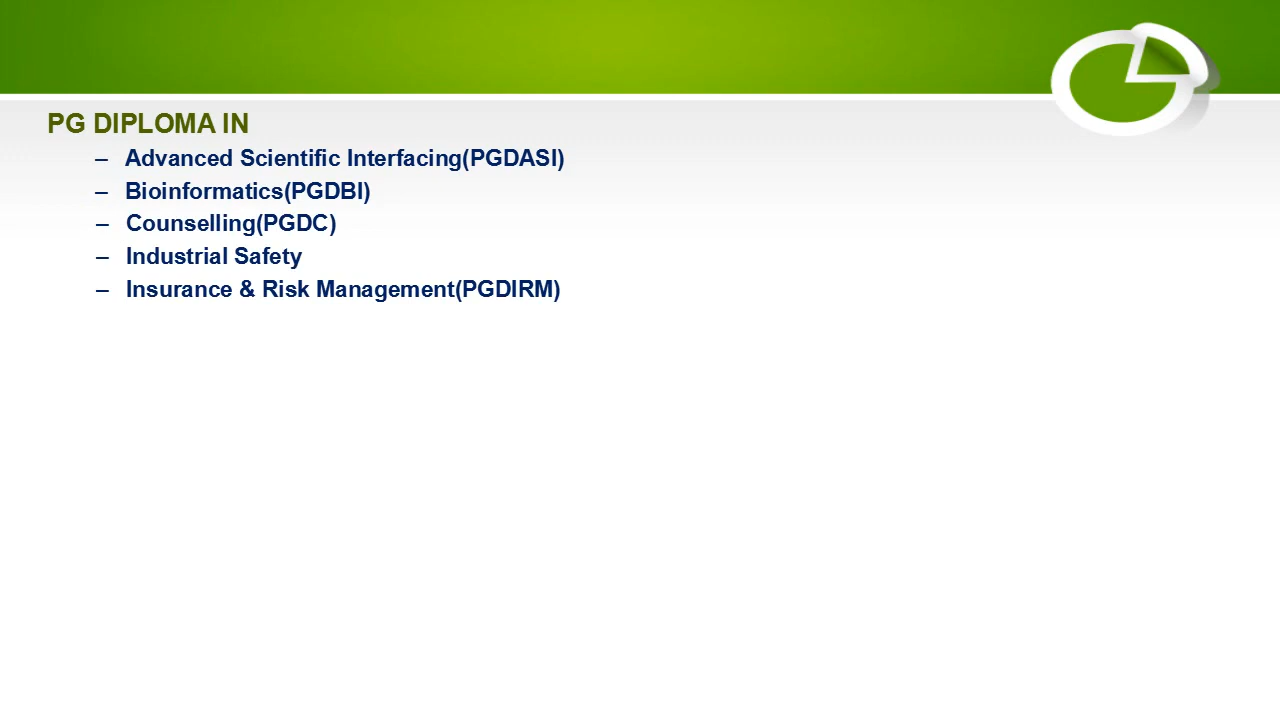 PG DIPLOMA IN
– Advanced Scientific Interfacing(PGDASI)
– Bioinformatics(PGDBI)
– Counselling(PGDC)
– Industrial Safety
– Insurance & Risk Management(PGDIRM)